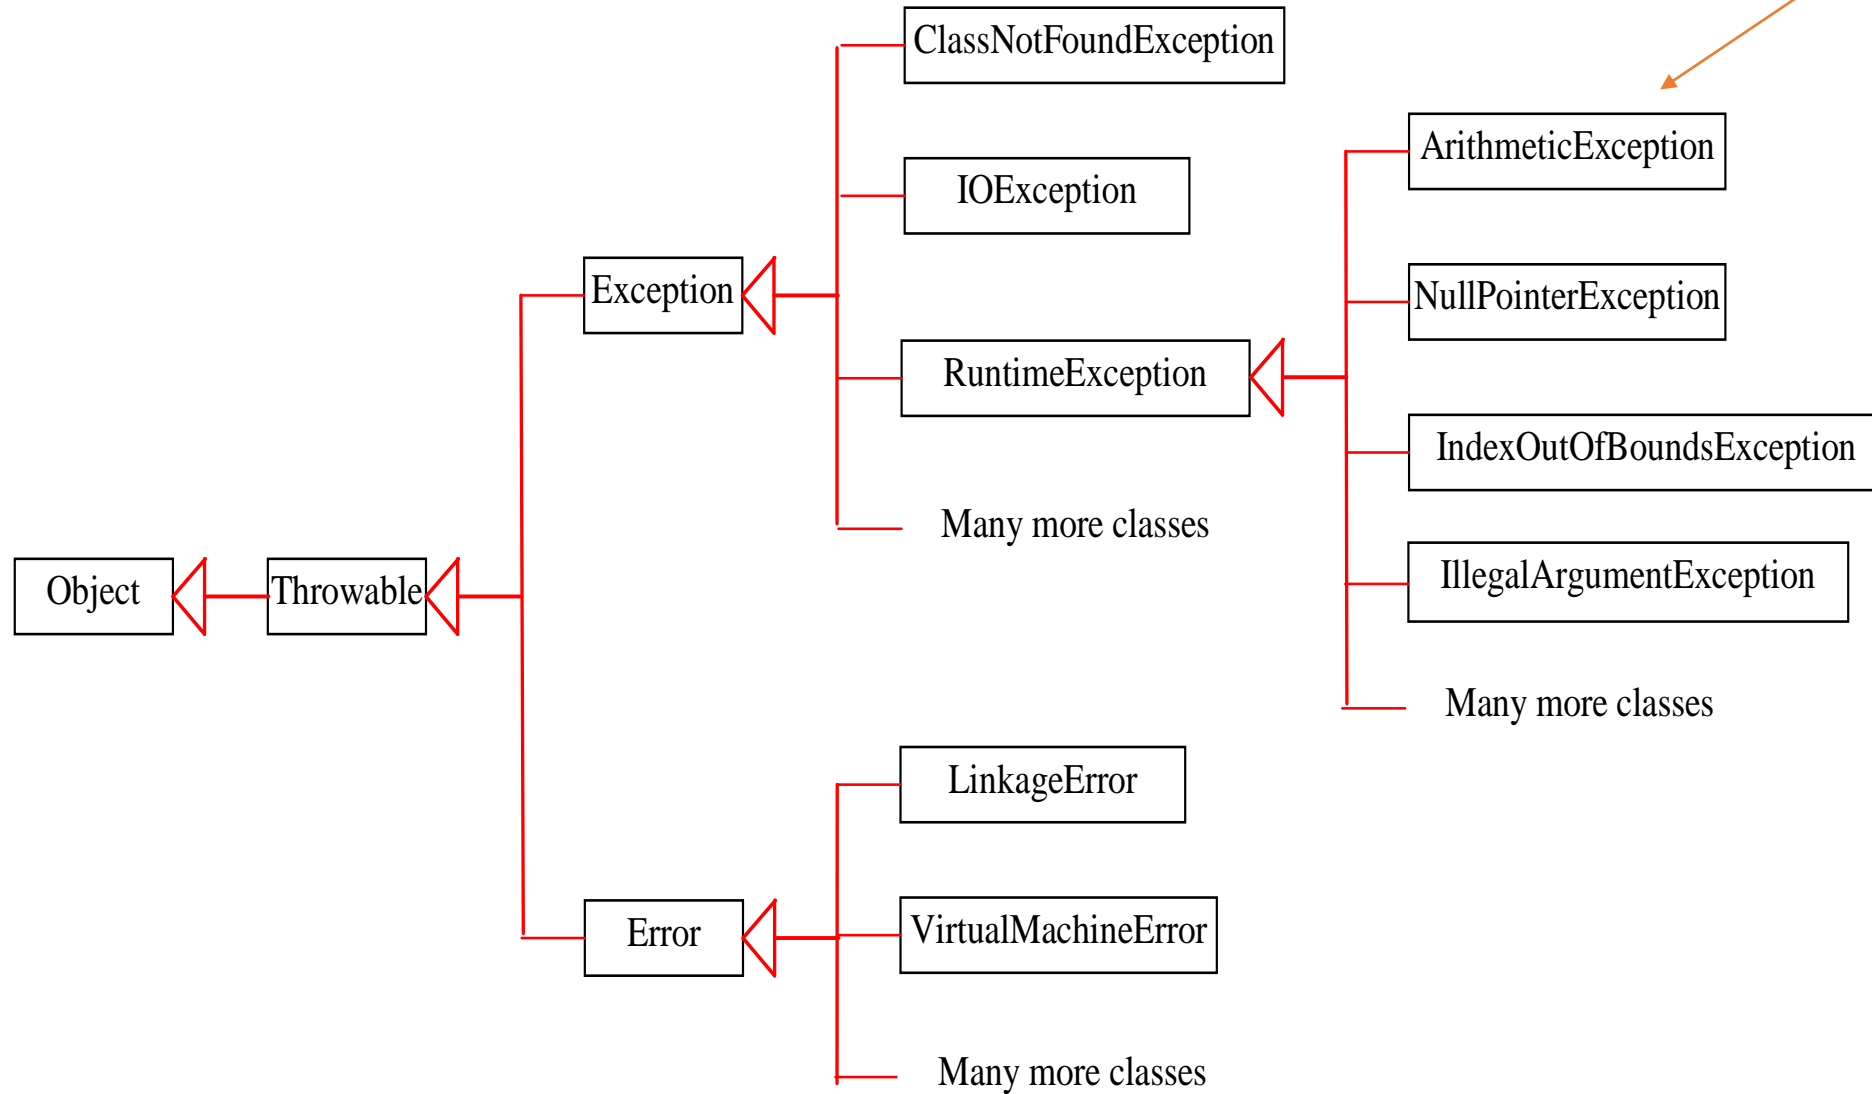 ClassNotFoundException
ArithmeticException
IOException
Exception
NullPointerException
RuntimeException
IndexOutOfBoundsException
Many more classes
Object
Throwable
IllegalArgumentException
Many more classes
LinkageError
Error
VirtualMachineError
Many more classes